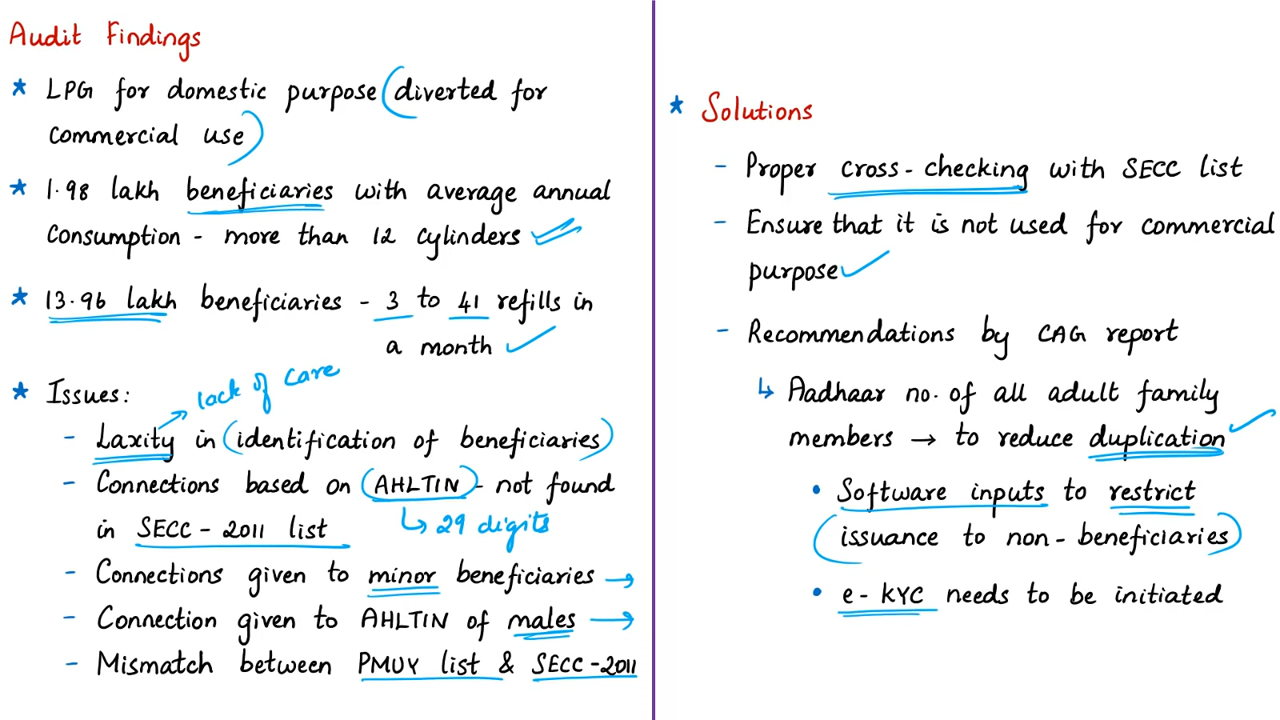 Audit Findings
* LPG for domestic purpose (diverted for
commercial use)
* 1.98 lakh beneficiaries with average annual
consumption - more than 12 cylinders
* 13.96 lakh beneficiaries - 3 to 41 refills in
a month
* Issues:
lack of care
- Laxity in (identification of beneficiaries)
- Connections based on (AHLTIN) - not found
in SECC - 2011 list
↳ 29 digits
- Connections given to minor beneficiaries →
- Connection given to AHLTIN of males →
- Mismatch between PMUY list & SECC-2011
* Solutions
- Proper cross-checking with SECC list
- Ensure that it is not used for commercial
purpose
- Recommendations by CAG report
↳ Aadhaar no. of all adult family
members → to reduce duplication
• Software inputs to restrict
(issuance to non-beneficiaries)
• e-KYC needs to be initiated